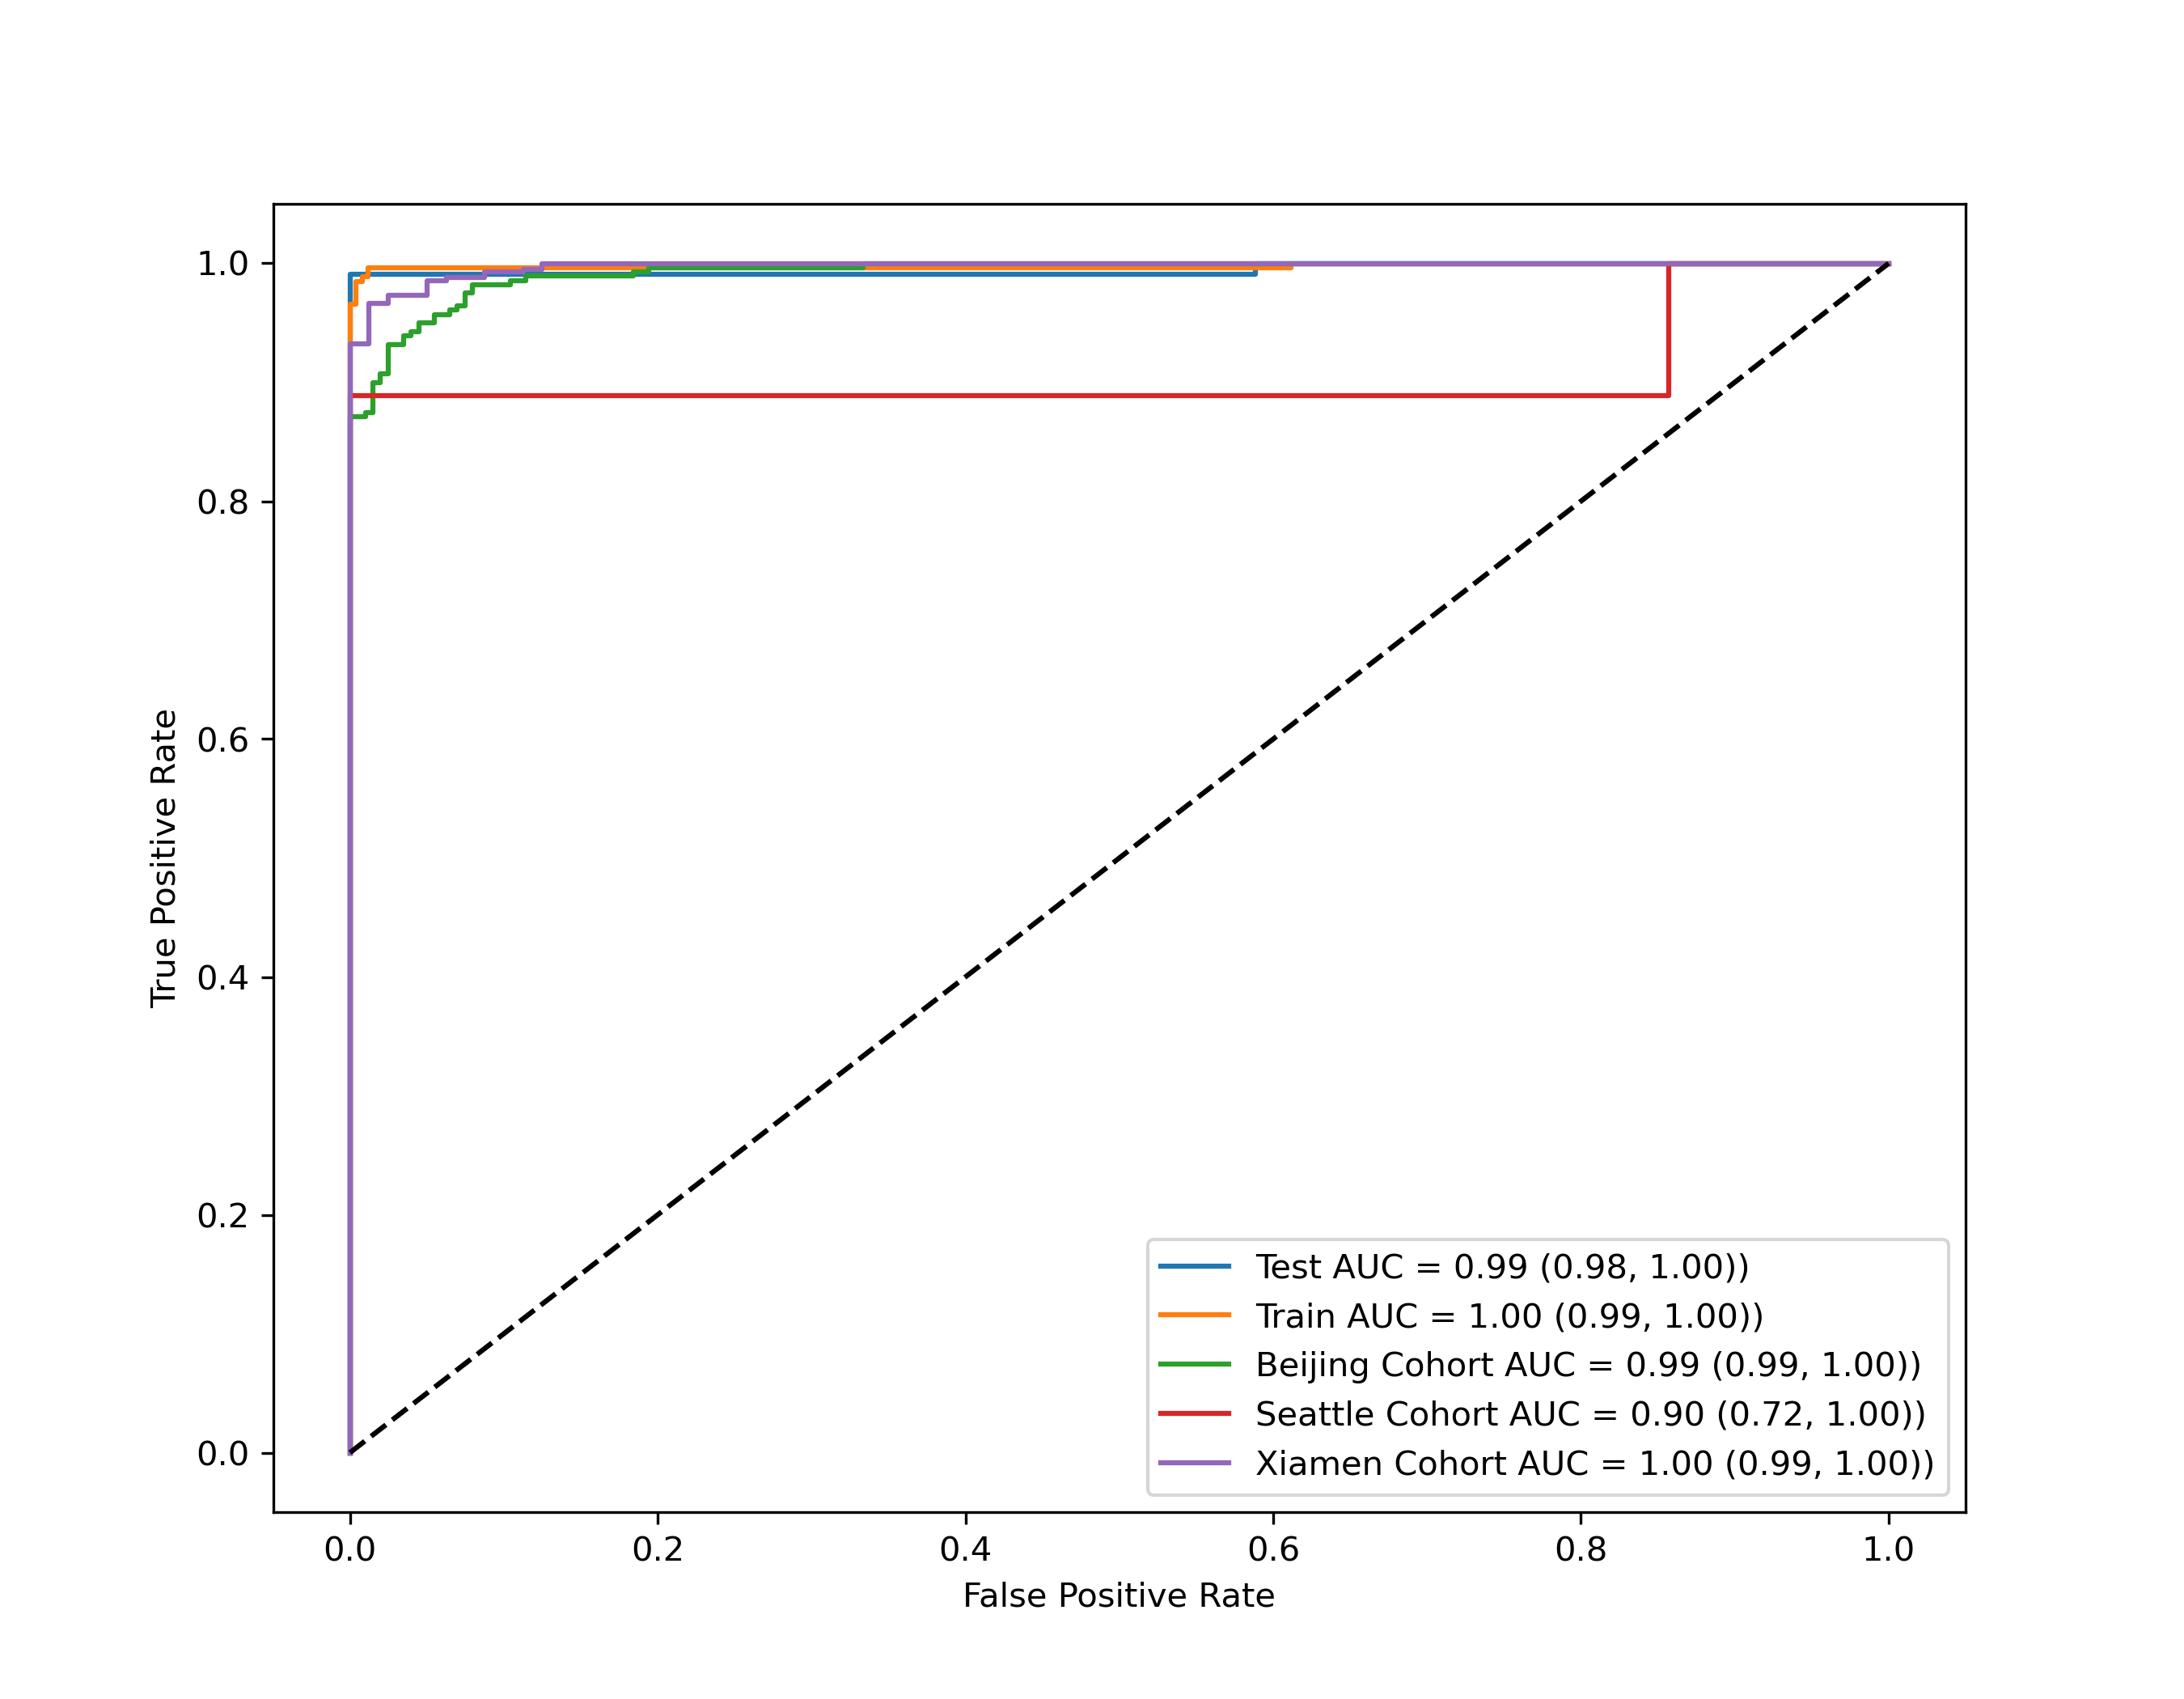 1.0
0.8
0.6
0.4
0.2
0.0
True Positive Rate
0.0 0.2 0.4 0.6 0.8 1.0
False Positive Rate
Test AUC = 0.99 (0.98, 1.00))
Train AUC = 1.00 (0.99, 1.00))
Beijing Cohort AUC = 0.99 (0.99, 1.00))
Seattle Cohort AUC = 0.90 (0.72, 1.00))
Xiamen Cohort AUC = 1.00 (0.99, 1.00))